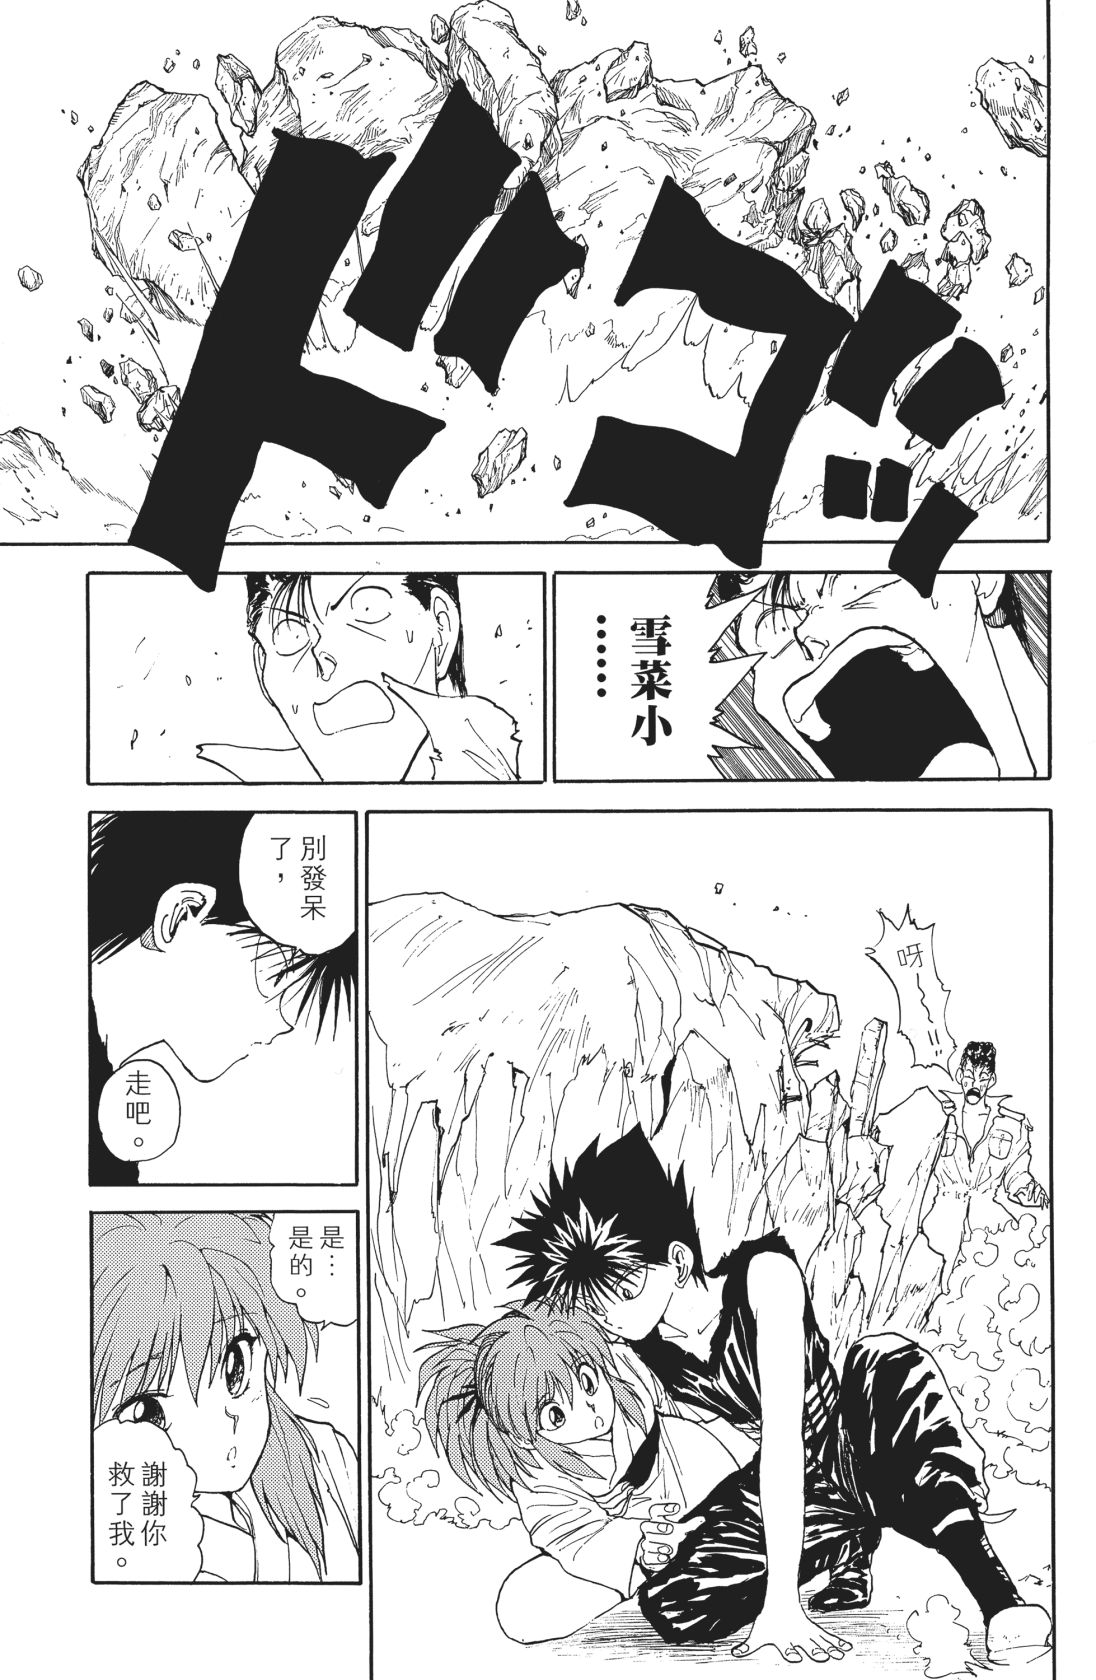 ドゴッ
雪菜小
⋯⋯
呀——!!
別發呆
了，
走吧。
是…
是的。
謝謝你
救了我。